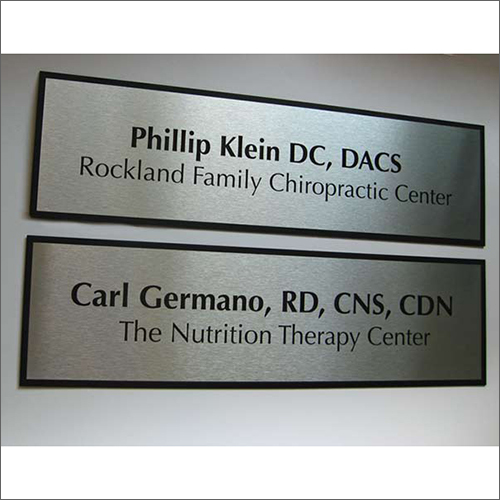 Phillip Klein DC, DACS
Rockland Family Chiropractic Center
Carl Germano, RD, CNS, CDN
The Nutrition Therapy Center